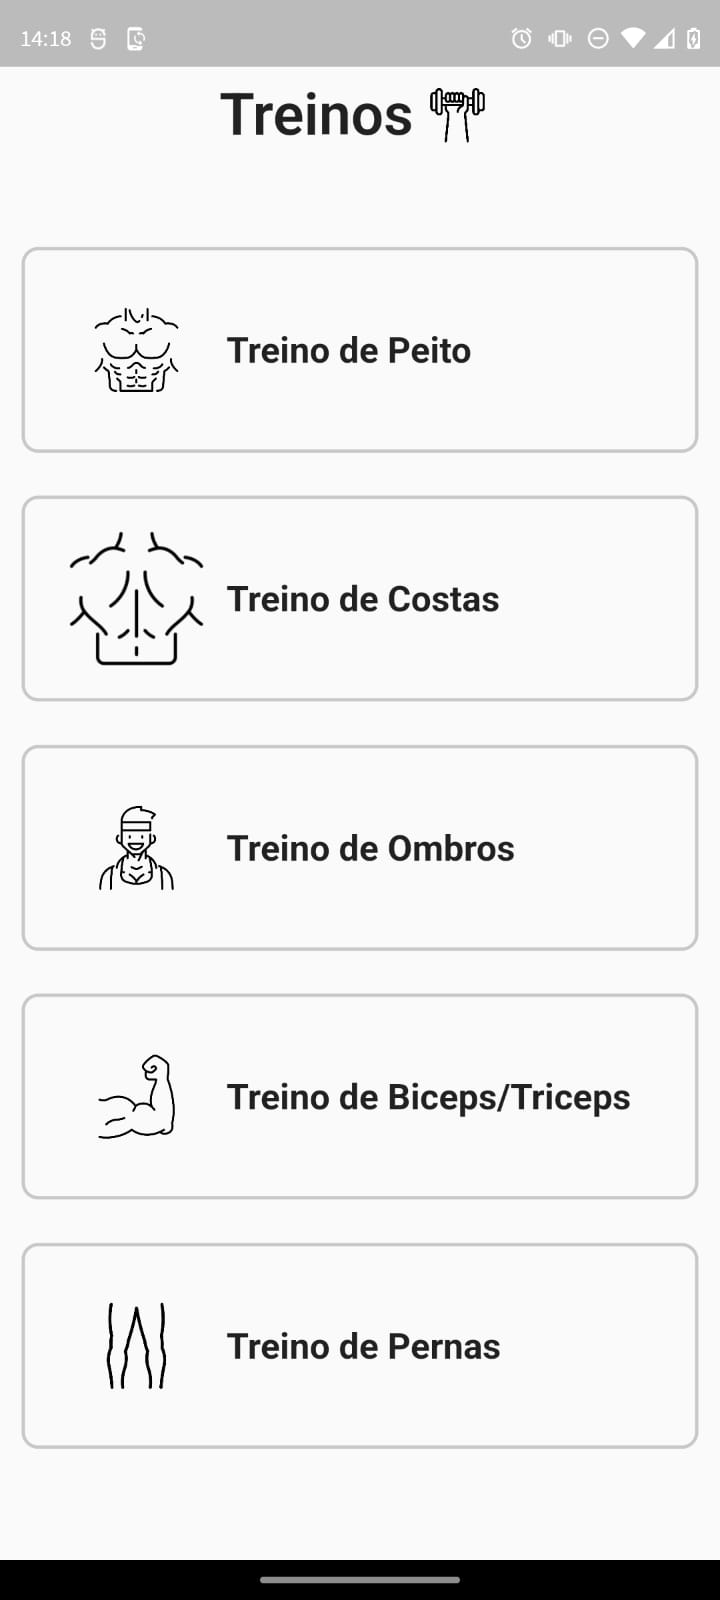 14:18
Treinos
Treino de Peito
Treino de Costas
Treino de Ombros
Treino de Biceps/Triceps
Treino de Pernas